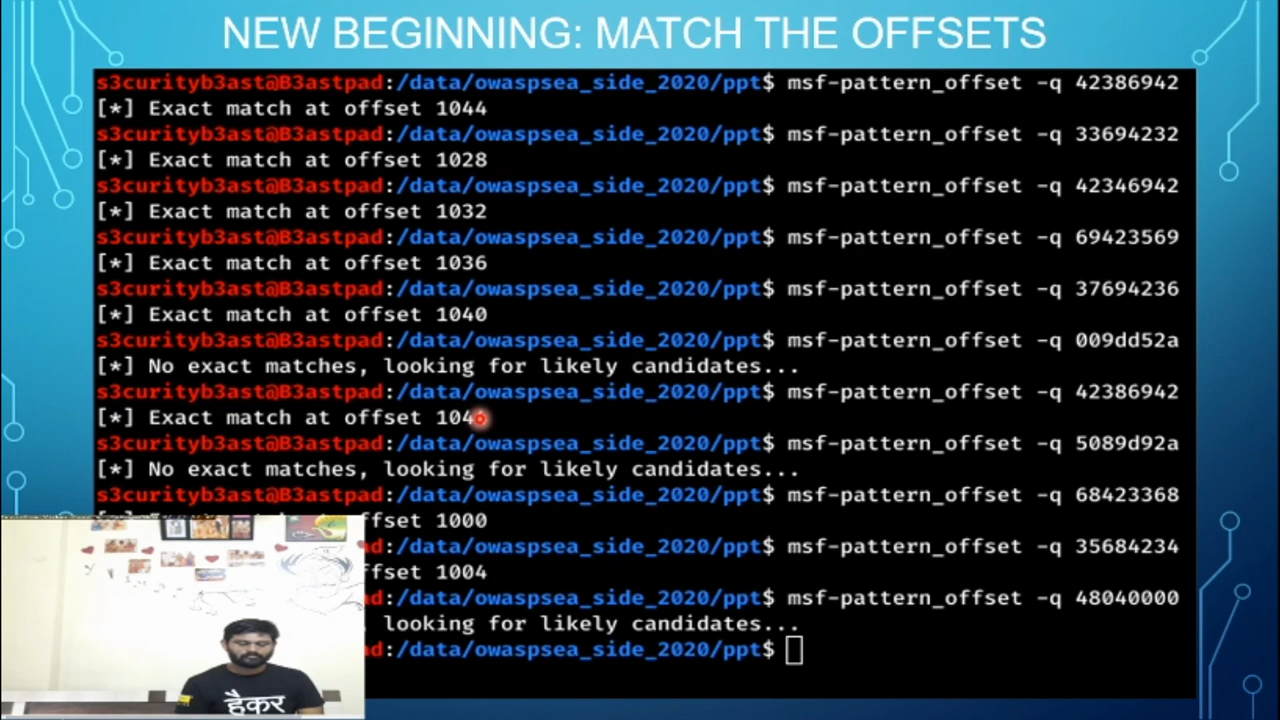 NEW BEGINNING: MATCH THE OFFSETS
s3curityb3ast@B3astpad:/data/owaspsea_side_2020/ppt$ msf-pattern_offset -q 42386942
[*] Exact match at offset 1044
s3curityb3ast@B3astpad:/data/owaspsea_side_2020/ppt$ msf-pattern_offset -q 33694232
[*] Exact match at offset 1028
s3curityb3ast@B3astpad:/data/owaspsea_side_2020/ppt$ msf-pattern_offset -q 42346942
[*] Exact match at offset 1032
s3curityb3ast@B3astpad:/data/owaspsea_side_2020/ppt$ msf-pattern_offset -q 69423569
[*] Exact match at offset 1036
s3curityb3ast@B3astpad:/data/owaspsea_side_2020/ppt$ msf-pattern_offset -q 37694236
[*] Exact match at offset 1040
s3curityb3ast@B3astpad:/data/owaspsea_side_2020/ppt$ msf-pattern_offset -q 009dd52a
[*] No exact matches, looking for likely candidates...
s3curityb3ast@B3astpad:/data/owaspsea_side_2020/ppt$ msf-pattern_offset -q 42386942
[*] Exact match at offset 104
s3curityb3ast@B3astpad:/data/owaspsea_side_2020/ppt$ msf-pattern_offset -q 5089d92a
[*] No exact matches, looking for likely candidates...
s3curityb3ast@B3astpad:/data/owaspsea_side_2020/ppt$ msf-pattern_offset -q 68423368
ffset 1000
ad:/data/owaspsea_side_2020/ppt$ msf-pattern_offset -q 35684234
ffset 1004
ad:/data/owaspsea_side_2020/ppt$ msf-pattern_offset -q 48040000
, looking for likely candidates...
ad:/data/owaspsea_side_2020/ppt$
हैकर